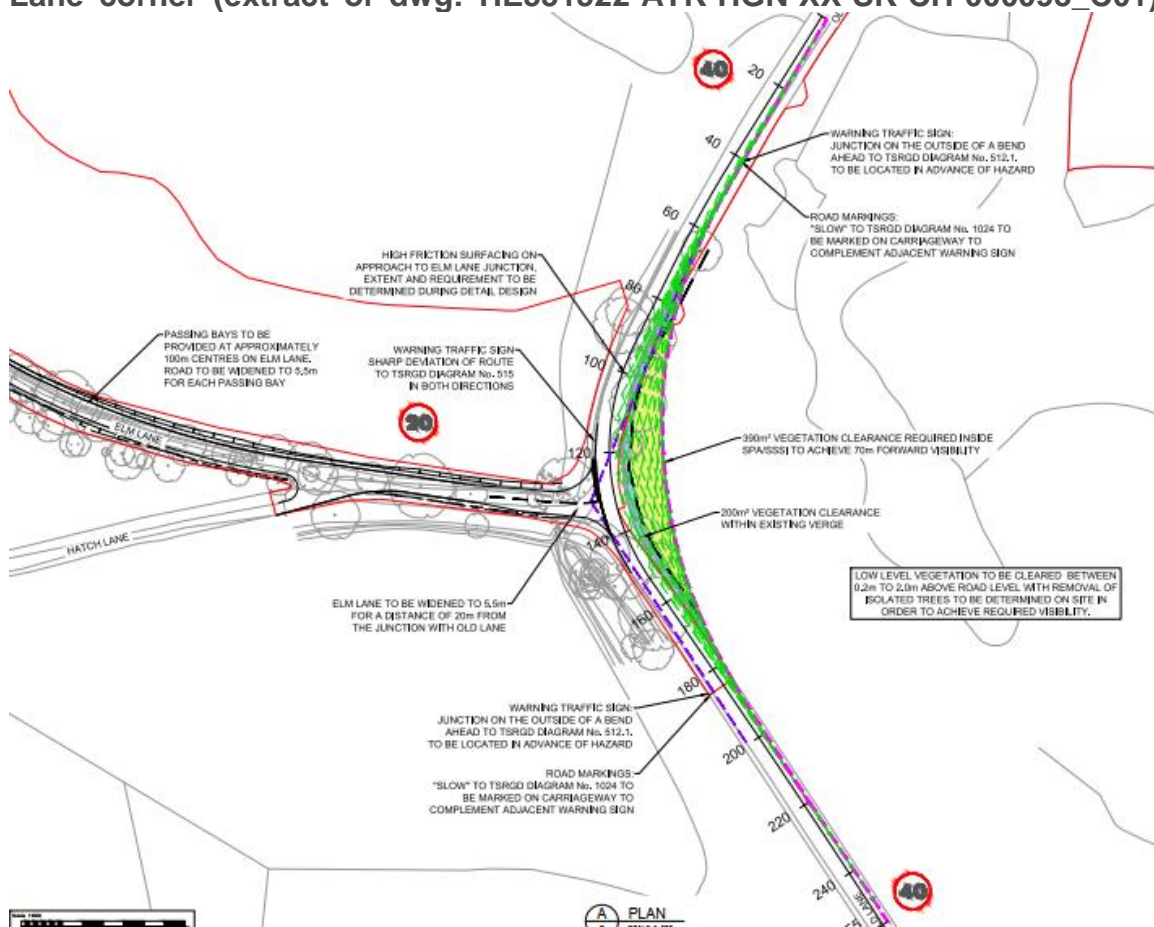 Lane corner (extract of dwg. HE551522-ATK-HGN-XX-SK-CH-000093_C01)
40
20
40
60
80
100
120
140
160
180
200
220
240
WARNING TRAFFIC SIGN:
JUNCTION ON THE OUTSIDE OF A BEND
AHEAD TO TSRGD DIAGRAM No. 512.1.
TO BE LOCATED IN ADVANCE OF HAZARD
ROAD MARKINGS:
"SLOW" TO TSRGD DIAGRAM No. 1024 TO
BE MARKED ON CARRIAGEWAY TO
COMPLEMENT ADJACENT WARNING SIGN
HIGH FRICTION SURFACING ON
APPROACH TO ELM LANE JUNCTION,
EXTENT AND REQUIREMENT TO BE
DETERMINED DURING DETAIL DESIGN
PASSING BAYS TO BE
PROVIDED AT APPROXIMATELY
100m CENTRES ON ELM LANE.
ROAD TO BE WIDENED TO 5.5m
FOR EACH PASSING BAY
WARNING TRAFFIC SIGN
SHARP DEVIATION OF ROUTE
TO TSRGD DIAGRAM No. 515
IN BOTH DIRECTIONS
20
ELM LANE
390m² VEGETATION CLEARANCE REQUIRED INSIDE
SPA/SSSI TO ACHIEVE 70m FORWARD VISIBILITY
200m² VEGETATION CLEARANCE
WITHIN EXISTING VERGE
HATCH LANE
LOW LEVEL VEGETATION TO BE CLEARED BETWEEN
0.2m TO 2.0m ABOVE ROAD LEVEL WITH REMOVAL OF
ISOLATED TREES TO BE DETERMINED ON SITE IN
ORDER TO ACHIEVE REQUIRED VISIBILITY.
ELM LANE TO BE WIDENED TO 5.5m
FOR A DISTANCE OF 20m FROM
THE JUNCTION WITH OLD LANE
WARNING TRAFFIC SIGN:
JUNCTION ON THE OUTSIDE OF A BEND
AHEAD TO TSRGD DIAGRAM No. 512.1.
TO BE LOCATED IN ADVANCE OF HAZARD
ROAD MARKINGS:
"SLOW" TO TSRGD DIAGRAM No. 1024 TO
BE MARKED ON CARRIAGEWAY TO
COMPLEMENT ADJACENT WARNING SIGN
40
A PLAN